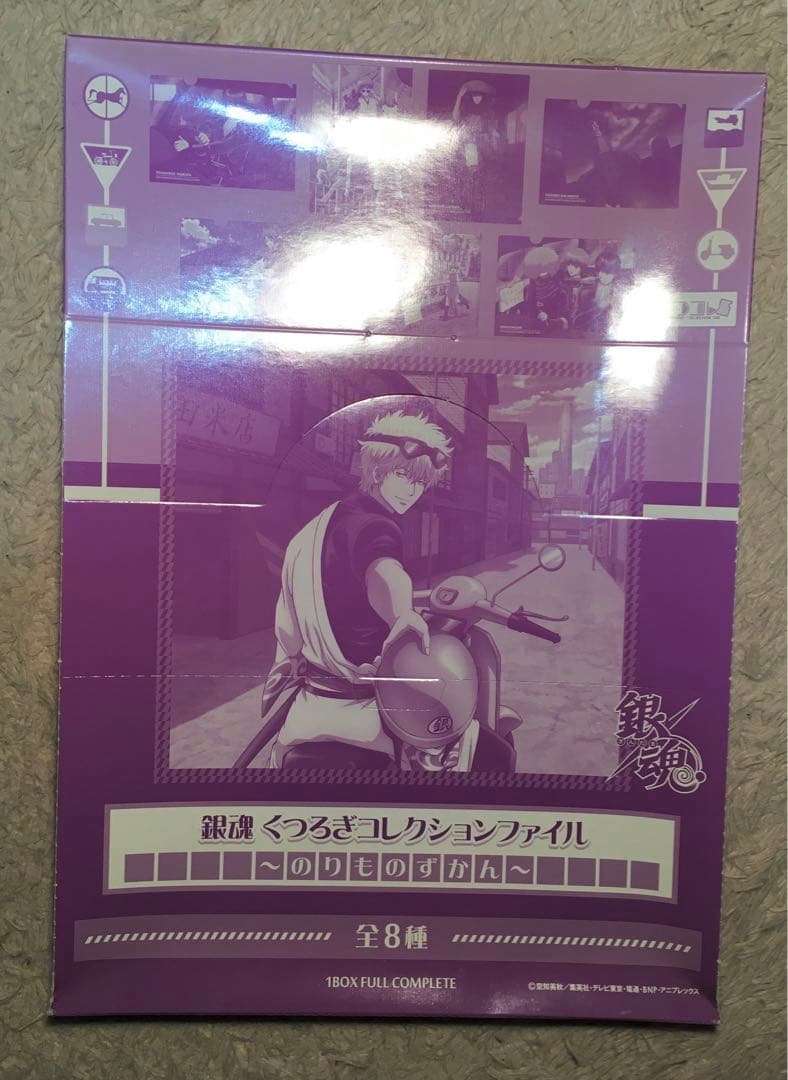 米店
銀
銀魂
銀魂 くつろぎコレクションファイル
～のりものずかん～
全8種
1BOX FULL COMPLETE
©空知英秋／集英社・テレビ東京・電通・BNP・アニプレックス